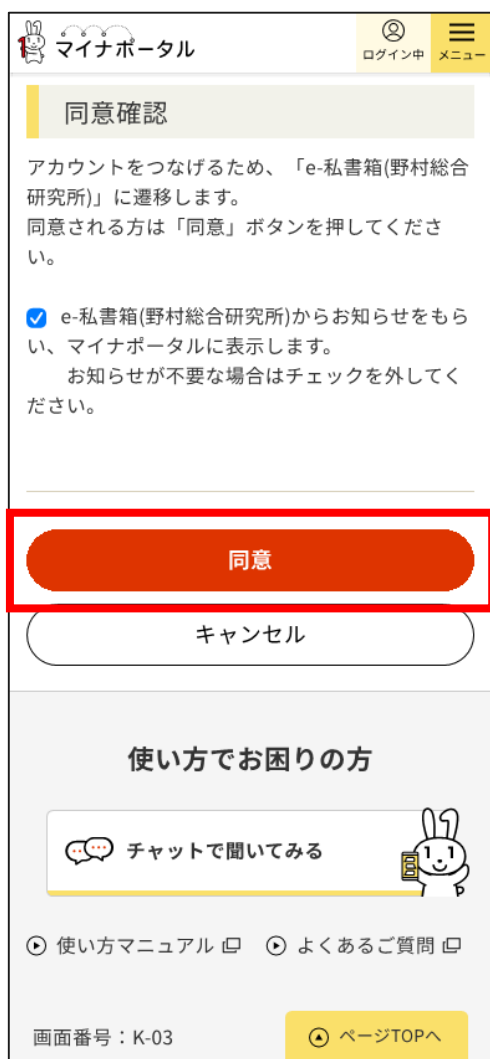 マイナポータル
ログイン中
メニュー
同意確認
アカウントをつなげるため、「e-私書箱(野村総合
研究所)」に遷移します。
同意される方は「同意」ボタンを押してくださ
い。
e-私書箱(野村総合研究所)からお知らせをもら
い、マイナポータルに表示します。
お知らせが不要な場合はチェックを外してく
ださい。
同意
キャンセル
使い方でお困りの方
チャットで聞いてみる
使い方マニュアル
よくあるご質問
画面番号：K-03
ページTOPへ